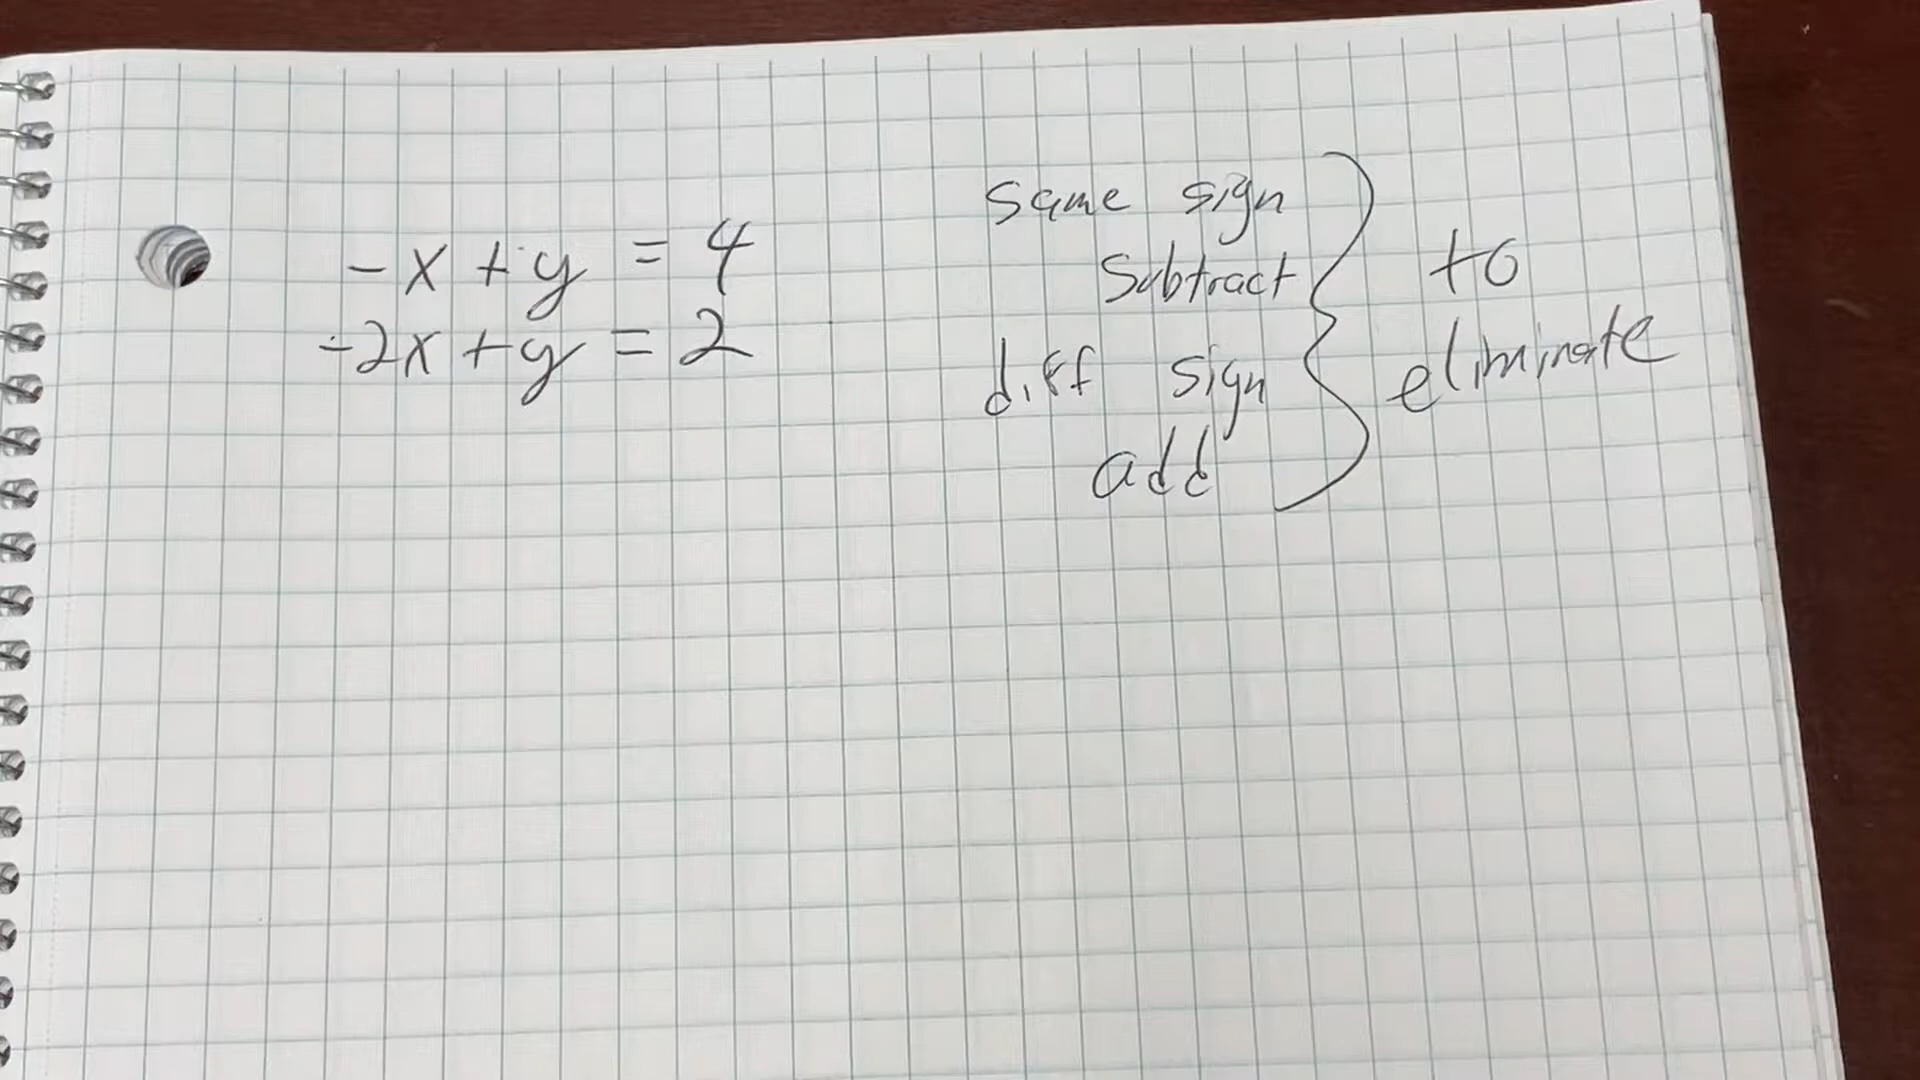 -x + y = 4
-2x + y = 2
same sign
subtract
diff sign
add
to
eliminate